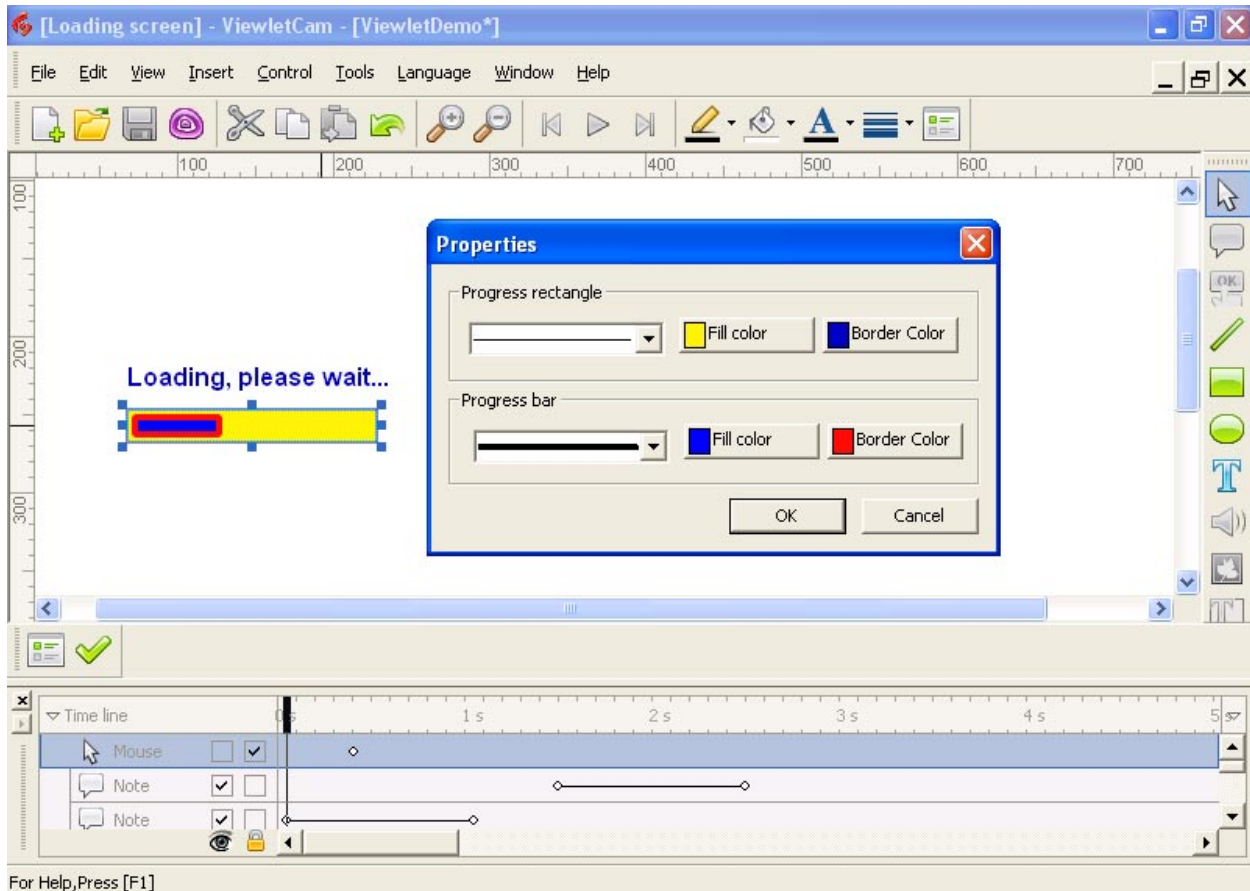 [Loading screen] - ViewletCam - [ViewletDemo*]
File Edit View Insert Control Tools Language Window Help
A
100 200 300 400 500 600 700
100
200
300
OK
T
Properties
Progress rectangle
Fill color Border Color
Loading, please wait...
Progress bar
Fill color Border Color
OK Cancel
Time line 0s 1 s 2 s 3 s 4 s 5
Mouse
Note
Note
For Help,Press [F1]